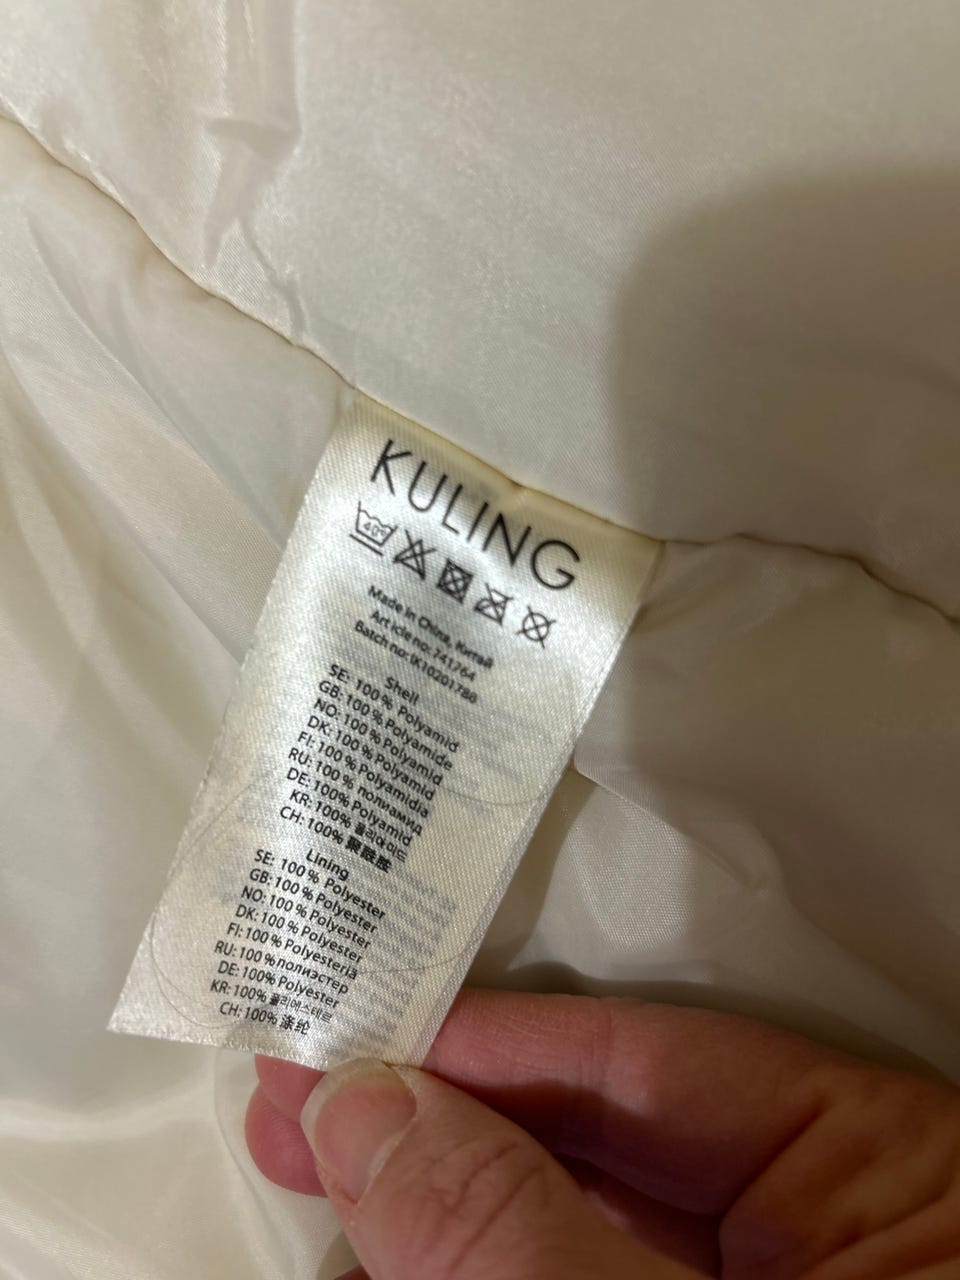 KULING
40°
Made in China, Китай
Article no: 741764
Batch no: IK10201788
Shell
SE: 100 % Polyamid
GB: 100 % Polyamide
NO: 100 % Polyamid
DK: 100 % Polyamid
FI: 100 % Polyamidia
RU: 100 % полиамид
DE: 100% Polyamid
KR: 100% 폴리아미드
CH: 100% 聚酰胺
Lining
SE: 100 % Polyester
GB: 100 % Polyester
NO: 100 % Polyester
DK: 100 % Polyester
FI: 100 % Polyesteria
RU: 100 % полиэстер
DE: 100% Polyester
KR: 100% 폴리에스테르
CH: 100% 涤纶